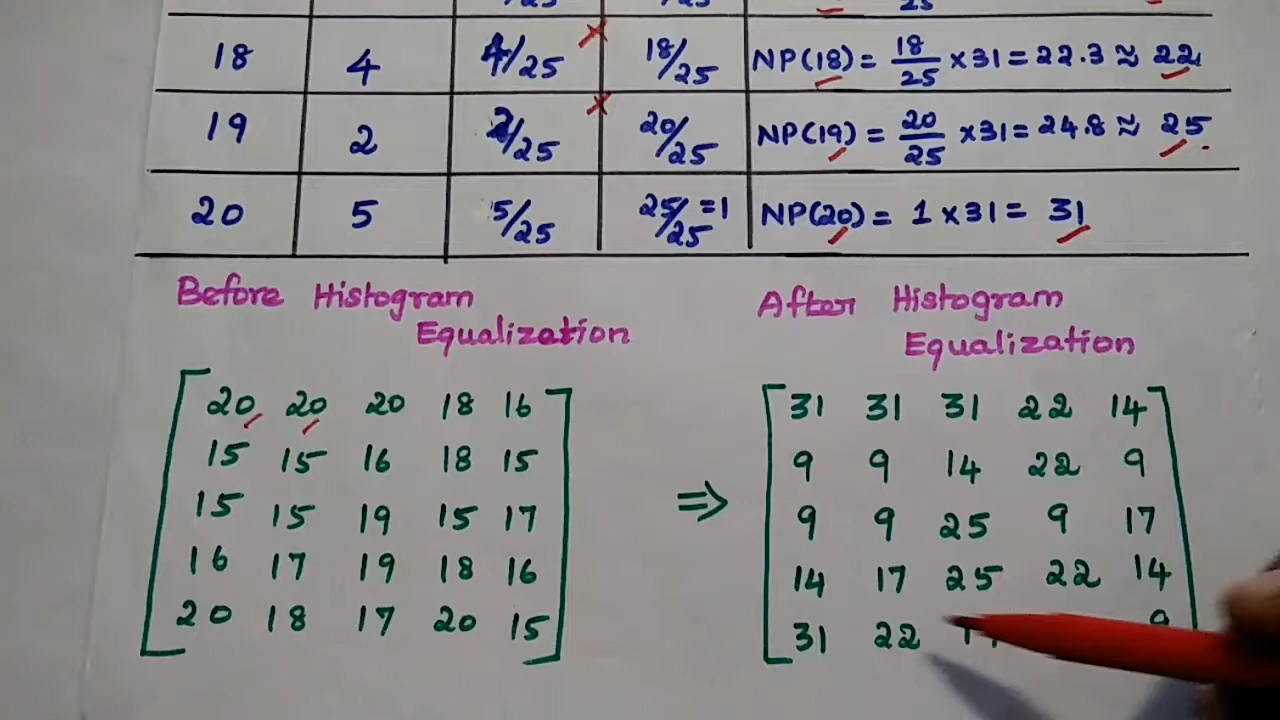 25
18 4 4/25 18/25 NP(18) = 18/25 × 31 = 22.3 ≈ 22
19 2 2/25 20/25 NP(19) = 20/25 × 31 = 24.8 ≈ 25.
20 5 5/25 25/25 = 1 NP(20) = 1 × 31 = 31
Before Histogram
Equalization
After Histogram
Equalization
20 20 20 18 16
15 15 16 18 15
15 15 19 15 17
16 17 19 18 16
20 18 17 20 15
⇒
31 31 31 22 14
9 9 14 22 9
9 9 25 9 17
14 17 25 22 14
31 22